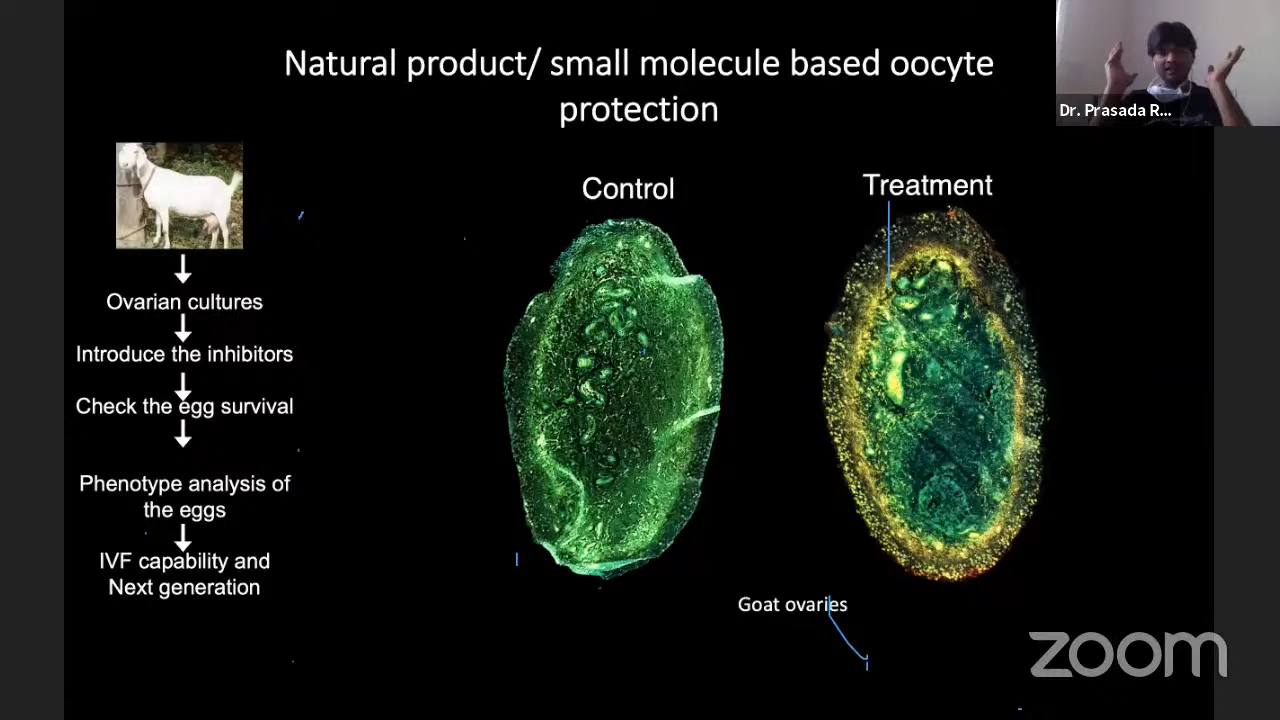 Natural product/ small molecule based oocyte
protection
Dr. Prasada R...
Control
Treatment
Ovarian cultures
Introduce the inhibitors
Check the egg survival
Phenotype analysis of
the eggs
IVF capability and
Next generation
Goat ovaries
zoom